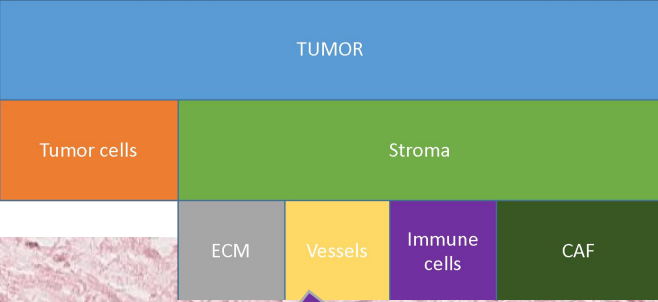 TUMOR
Tumor cells
Stroma
ECM
Vessels
Immune
cells
CAF